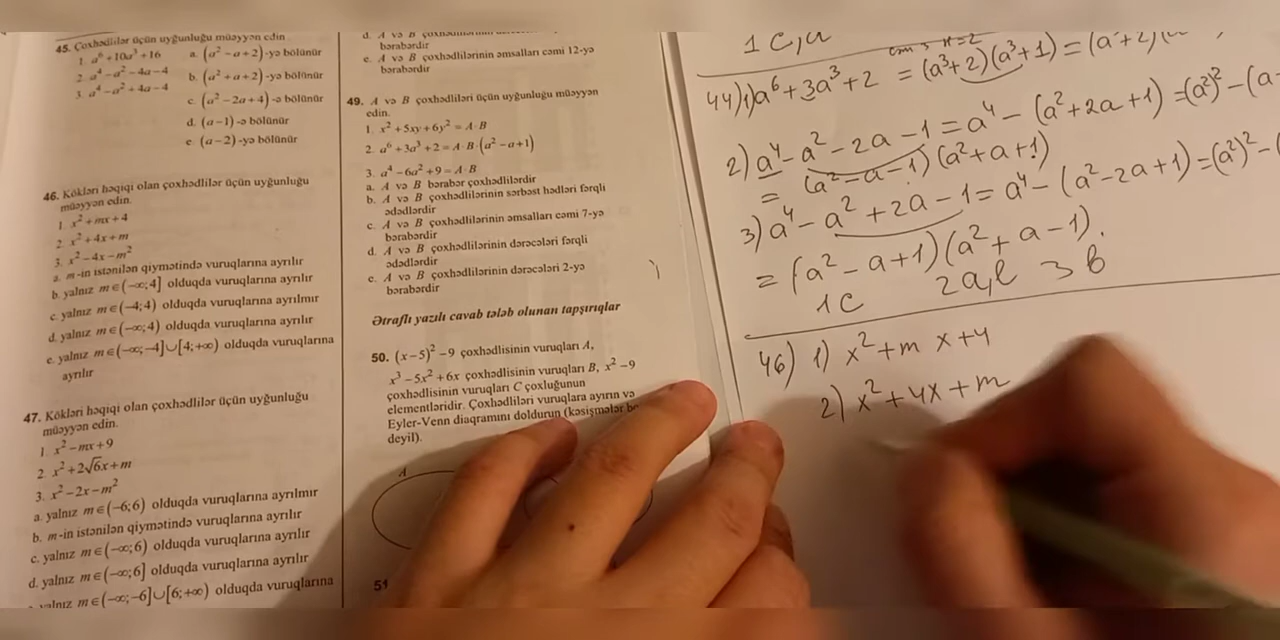 45. Çoxhədlilər üçün uyğunluğu müəyyən edin
1. a⁶+10a³+16
2. a⁴−a²−4a−4
3. a⁴−a²+4a−4
a. (a²−a+2)-yə bölünür
b. (a²+a+2)-yə bölünür
c. (a²−2a+4)-ə bölünür
d. (a−1)-ə bölünür
e. (a−2)-yə bölünür
46. Kökləri həqiqi olan çoxhədlilər üçün uyğunluğu
müəyyən edin.
1. x²+mx+4
2. x²+4x+m
3. x²−4x−m²
a. m-in istənilən qiymətində vuruqlarına ayrılır
b. yalnız m∈(−∞;4] olduqda vuruqlarına ayrılır
c. yalnız m∈(−4;4) olduqda vuruqlarına ayrılmır
d. yalnız m∈(−∞;4) olduqda vuruqlarına ayrılır
e. yalnız m∈(−∞;−4]∪[4;+∞) olduqda vuruqlarına
ayrılır
47. Kökləri həqiqi olan çoxhədlilər üçün uyğunluğu
müəyyən edin.
1. x²−mx+9
2. x²+2√6x+m
3. x²−2x−m²
a. yalnız m∈(−6;6) olduqda vuruqlarına ayrılmır
b. m-in istənilən qiymətində vuruqlarına ayrılır
c. yalnız m∈(−∞;6) olduqda vuruqlarına ayrılır
d. yalnız m∈(−∞;6] olduqda vuruqlarına ayrılır
yalnız m∈(−∞;−6]∪[6;+∞) olduqda vuruqlarına
d. A və B
bərabərdir
e. A və B çoxhədlilərinin əmsalları cəmi 12-yə
bərabərdir
49. A və B çoxhədliləri üçün uyğunluğu müəyyən
edin.
1. x²+5xy+6y²=A·B
2. a⁶+3a³+2=A·B·(a²−a+1)
3. a⁴−6a²+9=A·B
a. A və B bərabər çoxhədlilərdir
b. A və B çoxhədlilərinin sərbəst hədləri fərqli
ədədlərdir
c. A və B çoxhədlilərinin əmsalları cəmi 7-yə
bərabərdir
d. A və B çoxhədlilərinin dərəcələri fərqli
ədədlərdir
e. A və B çoxhədlilərinin dərəcələri 2-yə
bərabərdir
Ətraflı yazılı cavab tələb olunan tapşırıqlar
50. (x−5)²−9 çoxhədlisinin vuruqları A,
x³−5x²+6x çoxhədlisinin vuruqları B, x²−9
çoxhədlisinin vuruqları C çoxluğunun
elementləridir. Çoxhədliləri vuruqlara ayırın və
Eyler-Venn diaqramını doldurun (kəsişmələr
deyil).
A
51
1 c,
44) 1) a⁶+3a³+2 = (a³+2)(a³+1) = (a+2)(
2) a⁴−a²−2a−1 = a⁴−(a²+2a+1) = (a²)²−(a
= (a²−a−1)(a²+a+1)
3) a⁴−a²+2a−1 = a⁴−(a²−2a+1) = (a²)²−(
= (a²−a+1)(a²+a−1).
1c 2a,e 3b
46) 1) x²+mx+4
2) x²+4x+m